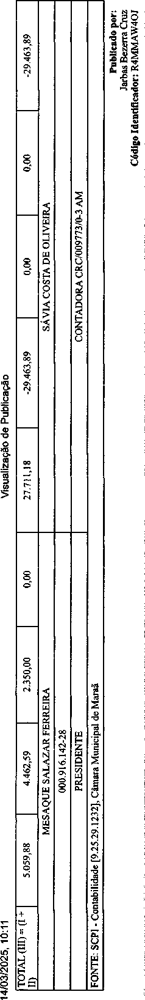 14/03/2025, 10:11 Visualização de Publicação
TOTAL (III) = (I + II) 5.059,88 4.462,59 2.350,00 0,00 27.711,18 -29.463,89 0,00 0,00 -29.463,89
MESAQUE SALAZAR FERREIRA SÁVIA COSTA DE OLIVEIRA
000.916.142-28
PRESIDENTE CONTADORA CRC/009773/0-3 AM
FONTE: SCPI - Contabilidade [9.25.29.1232], Câmara Municipal de Maraã
Publicado por:
Jarbas Bezerra Cruz
Código Identificador: R4MMAW4OJ